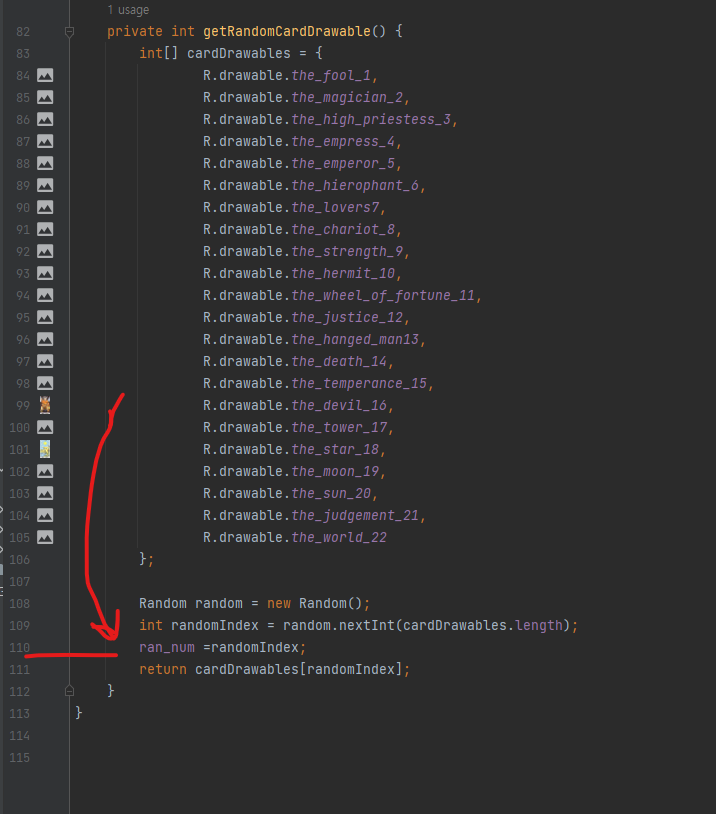 1 usage
82 private int getRandomCardDrawable() {
83 int[] cardDrawables = {
84 R.drawable.the_fool_1,
85 R.drawable.the_magician_2,
86 R.drawable.the_high_priestess_3,
87 R.drawable.the_empress_4,
88 R.drawable.the_emperor_5,
89 R.drawable.the_hierophant_6,
90 R.drawable.the_lovers7,
91 R.drawable.the_chariot_8,
92 R.drawable.the_strength_9,
93 R.drawable.the_hermit_10,
94 R.drawable.the_wheel_of_fortune_11,
95 R.drawable.the_justice_12,
96 R.drawable.the_hanged_man13,
97 R.drawable.the_death_14,
98 R.drawable.the_temperance_15,
99 R.drawable.the_devil_16,
100 R.drawable.the_tower_17,
101 R.drawable.the_star_18,
102 R.drawable.the_moon_19,
103 R.drawable.the_sun_20,
104 R.drawable.the_judgement_21,
105 R.drawable.the_world_22
106 };
107
108 Random random = new Random();
109 int randomIndex = random.nextInt(cardDrawables.length);
110 ran_num =randomIndex;
111 return cardDrawables[randomIndex];
112 }
113 }
114
115